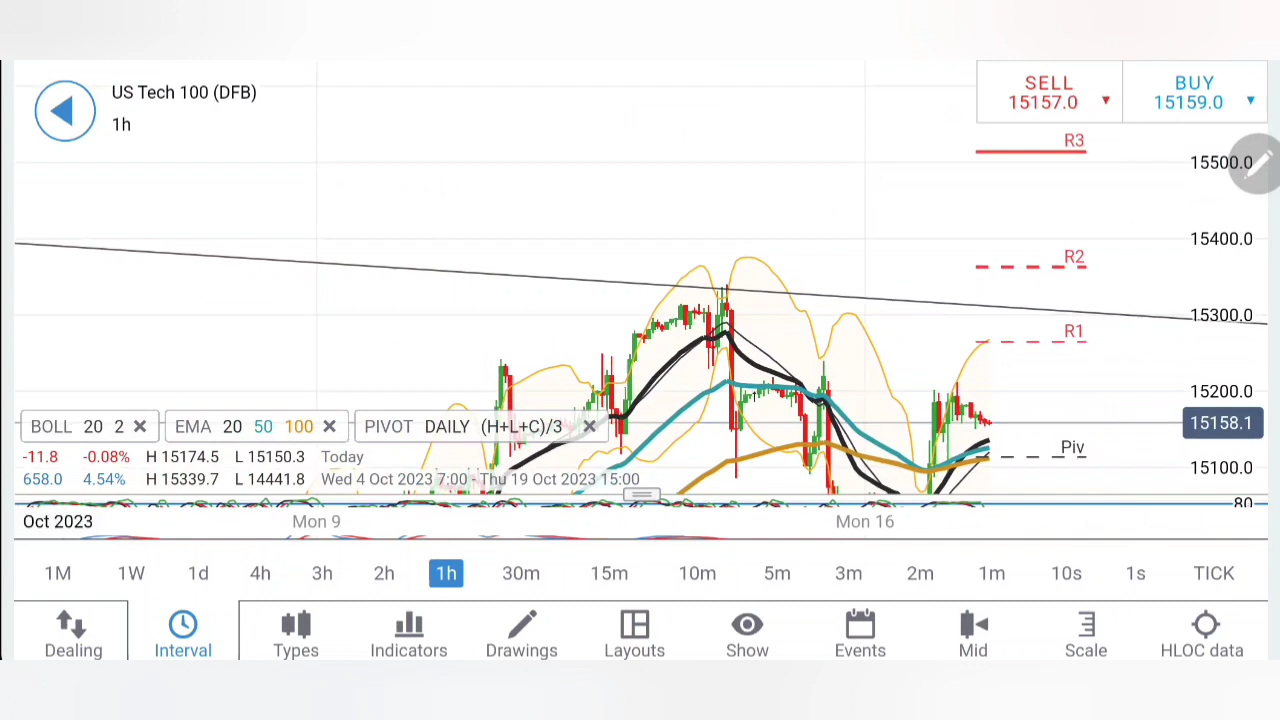 US Tech 100 (DFB)
1h
SELL
15157.0
BUY
15159.0
R3
15500.0
15400.0
R2
15300.0
R1
15200.0
15158.1
BOLL 20 2
EMA 20 50 100
PIVOT DAILY (H+L+C)/3
Piv
-11.8 -0.08% H 15174.5 L 15150.3 Today
15100.0
658.0 4.54% H 15339.7 L 14441.8 Wed 4 Oct 2023 7:00 - Thu 19 Oct 2023 15:00
80
Oct 2023 Mon 9 Mon 16
1M 1W 1d 4h 3h 2h 1h 30m 15m 10m 5m 3m 2m 1m 10s 1s TICK
Dealing Interval Types Indicators Drawings Layouts Show Events Mid Scale HLOC data